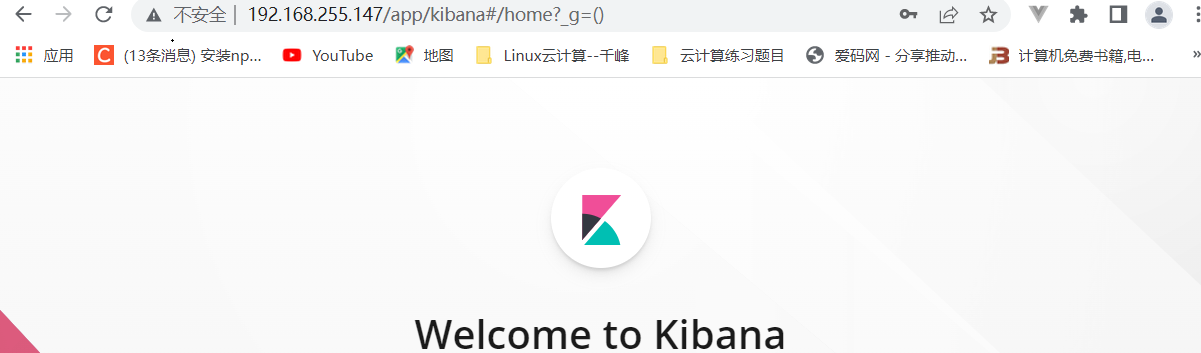 不安全 | 192.168.255.147/app/kibana#/home?_g=()
应用 (13条消息) 安装np... YouTube 地图 Linux云计算--千峰 云计算练习题目 爱码网 - 分享推动... 计算机免费书籍,电... »
Welcome to Kibana